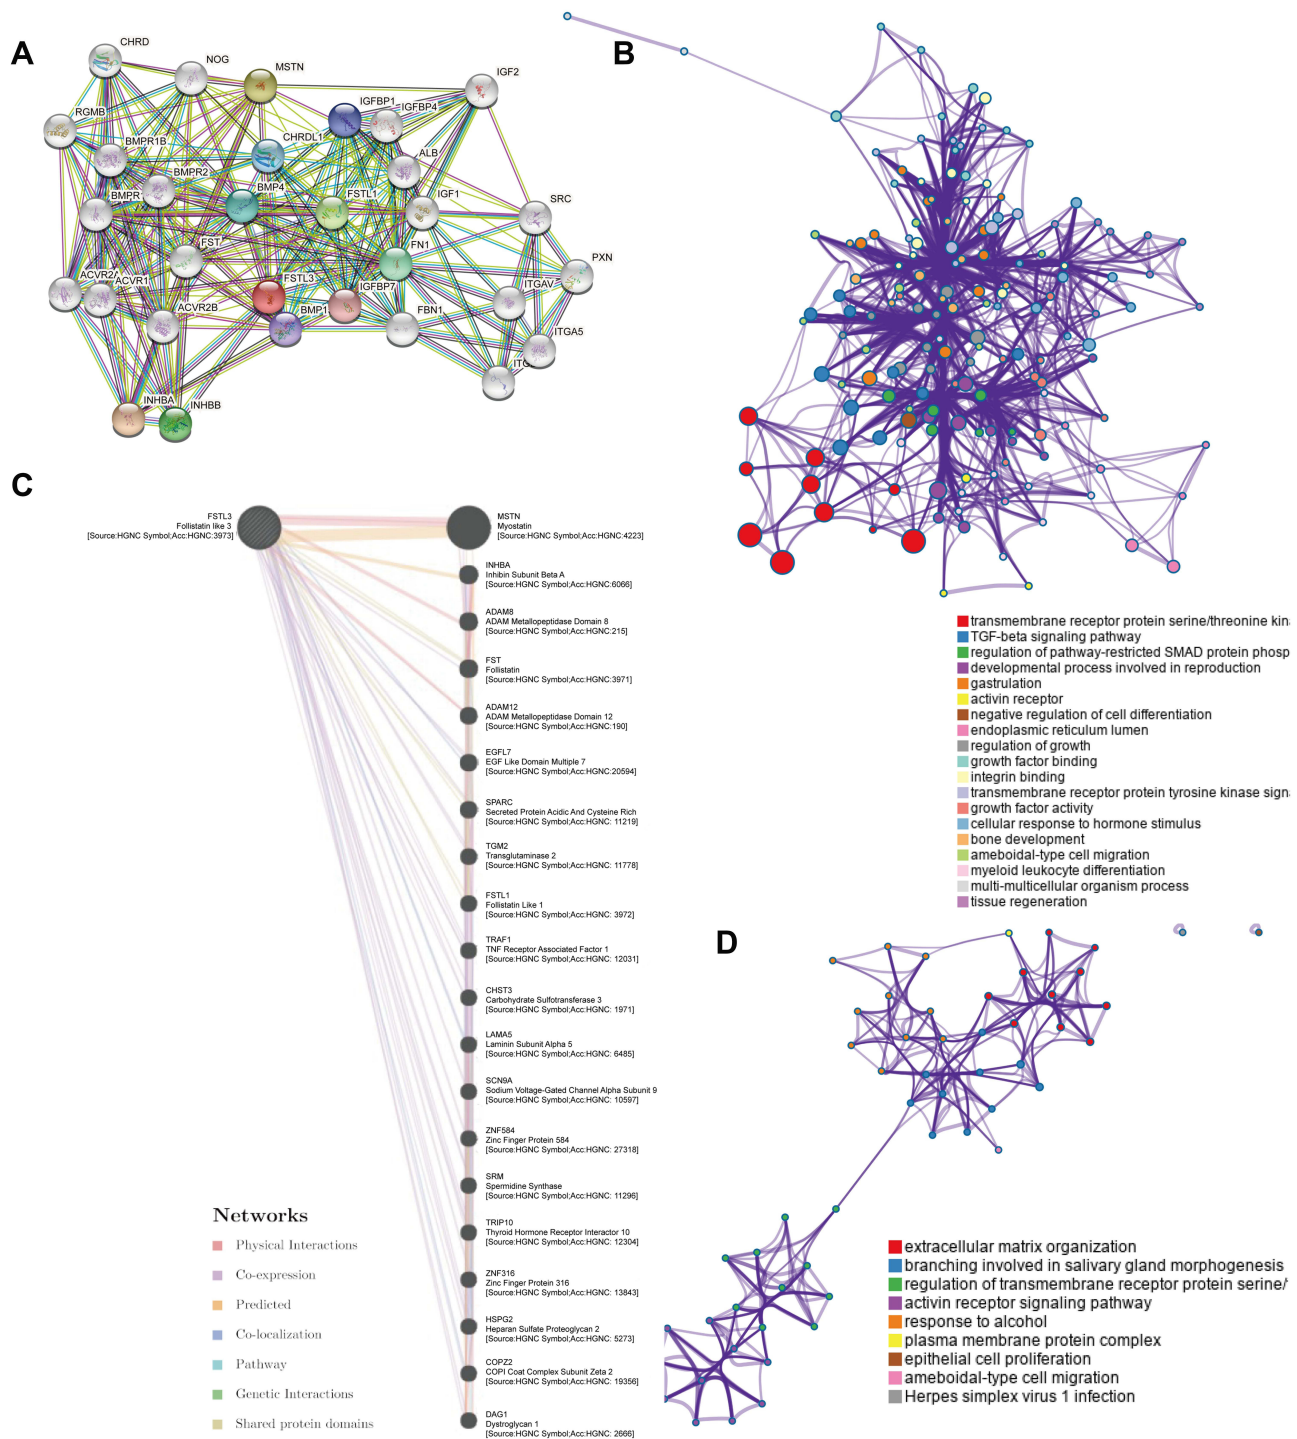 A
CHRD
NOG
MSTN
IGF2
IGFBP1
IGFBP4
RGMB
BMPR1B
CHRDL1
ALB
BMPR2
BMPR
BMP4
FSTL1
IGF1
SRC
FST
FN1
PXN
ACVR2A
ACVR1
FSTL3
IGFBP7
ITGAV
ACVR2B
BMP1
FBN1
ITGA5
INHBA
INHBB
B
transmembrane receptor protein serine/threonine
TGF-beta signaling pathway
regulation of pathway-restricted SMAD protein phosp
developmental process involved in reproduction
gastrulation
activin receptor
negative regulation of cell differentiation
endoplasmic reticulum lumen
regulation of growth
growth factor binding
integrin binding
transmembrane receptor protein tyrosine kinase
growth factor activity
cellular response to hormone stimulus
bone development
ameboidal-type cell migration
myeloid leukocyte differentiation
multi-multicellular organism process
tissue regeneration
C
FSTL3
Follistatin like 3
[Source:HGNC Symbol;Acc:HGNC:3973]
MSTN
Myostatin
[Source:HGNC Symbol;Acc:HGNC:4223]
INHBA
Inhibin Subunit Beta A
[Source:HGNC Symbol;Acc:HGNC:6066]
ADAM8
ADAM Metallopeptidase Domain 8
[Source:HGNC Symbol;Acc:HGNC:215]
FST
Follistatin
[Source:HGNC Symbol;Acc:HGNC:3971]
ADAM12
ADAM Metallopeptidase Domain 12
[Source:HGNC Symbol;Acc:HGNC:190]
EGFL7
EGF Like Domain Multiple 7
[Source:HGNC Symbol;Acc:HGNC:20594]
SPARC
Secreted Protein Acidic And Cysteine Rich
[Source:HGNC Symbol;Acc:HGNC: 11219]
TGM2
Transglutaminase 2
[Source:HGNC Symbol;Acc:HGNC: 11778]
FSTL1
Follistatin Like 1
[Source:HGNC Symbol;Acc:HGNC: 3972]
TRAF1
TNF Receptor Associated Factor 1
[Source:HGNC Symbol;Acc:HGNC: 12031]
CHST3
Carbohydrate Sulfotransferase 3
[Source:HGNC Symbol;Acc:HGNC: 1971]
LAMA5
Laminin Subunit Alpha 5
[Source:HGNC Symbol;Acc:HGNC: 6485]
SCN9A
Sodium Voltage-Gated Channel Alpha Subunit 9
[Source:HGNC Symbol;Acc:HGNC: 10597]
ZNF584
Zinc Finger Protein 584
[Source:HGNC Symbol;Acc:HGNC: 27318]
SRM
Spermidine Synthase
[Source:HGNC Symbol;Acc:HGNC: 11296]
TRIP10
Thyroid Hormone Receptor Interactor 10
[Source:HGNC Symbol;Acc:HGNC: 12304]
ZNF316
Zinc Finger Protein 316
[Source:HGNC Symbol;Acc:HGNC: 13843]
HSPG2
Heparan Sulfate Proteoglycan 2
[Source:HGNC Symbol;Acc:HGNC: 5273]
COPZ2
COPI Coat Complex Subunit Zeta 2
[Source:HGNC Symbol;Acc:HGNC: 19356]
DAG1
Dystroglycan 1
[Source:HGNC Symbol;Acc:HGNC: 2666]
Networks
Physical Interactions
Co-expression
Predicted
Co-localization
Pathway
Genetic Interactions
Shared protein domains
D
extracellular matrix organization
branching involved in salivary gland morphogenesis
regulation of transmembrane receptor protein serine/
activin receptor signaling pathway
response to alcohol
plasma membrane protein complex
epithelial cell proliferation
ameboidal-type cell migration
Herpes simplex virus 1 infection